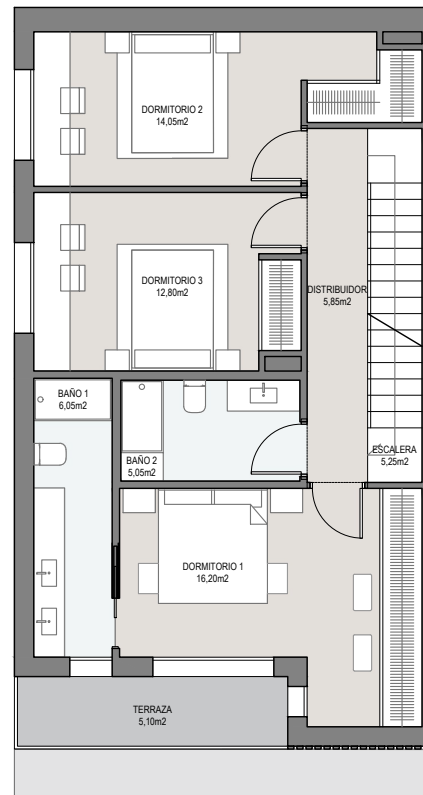 DORMITORIO 2
14,05m2
DORMITORIO 3
12,80m2
DISTRIBUIDOR
5,85m2
BAÑO 1
6,05m2
BAÑO 2
5,05m2
ESCALERA
5,25m2
DORMITORIO 1
16,20m2
TERRAZA
5,10m2